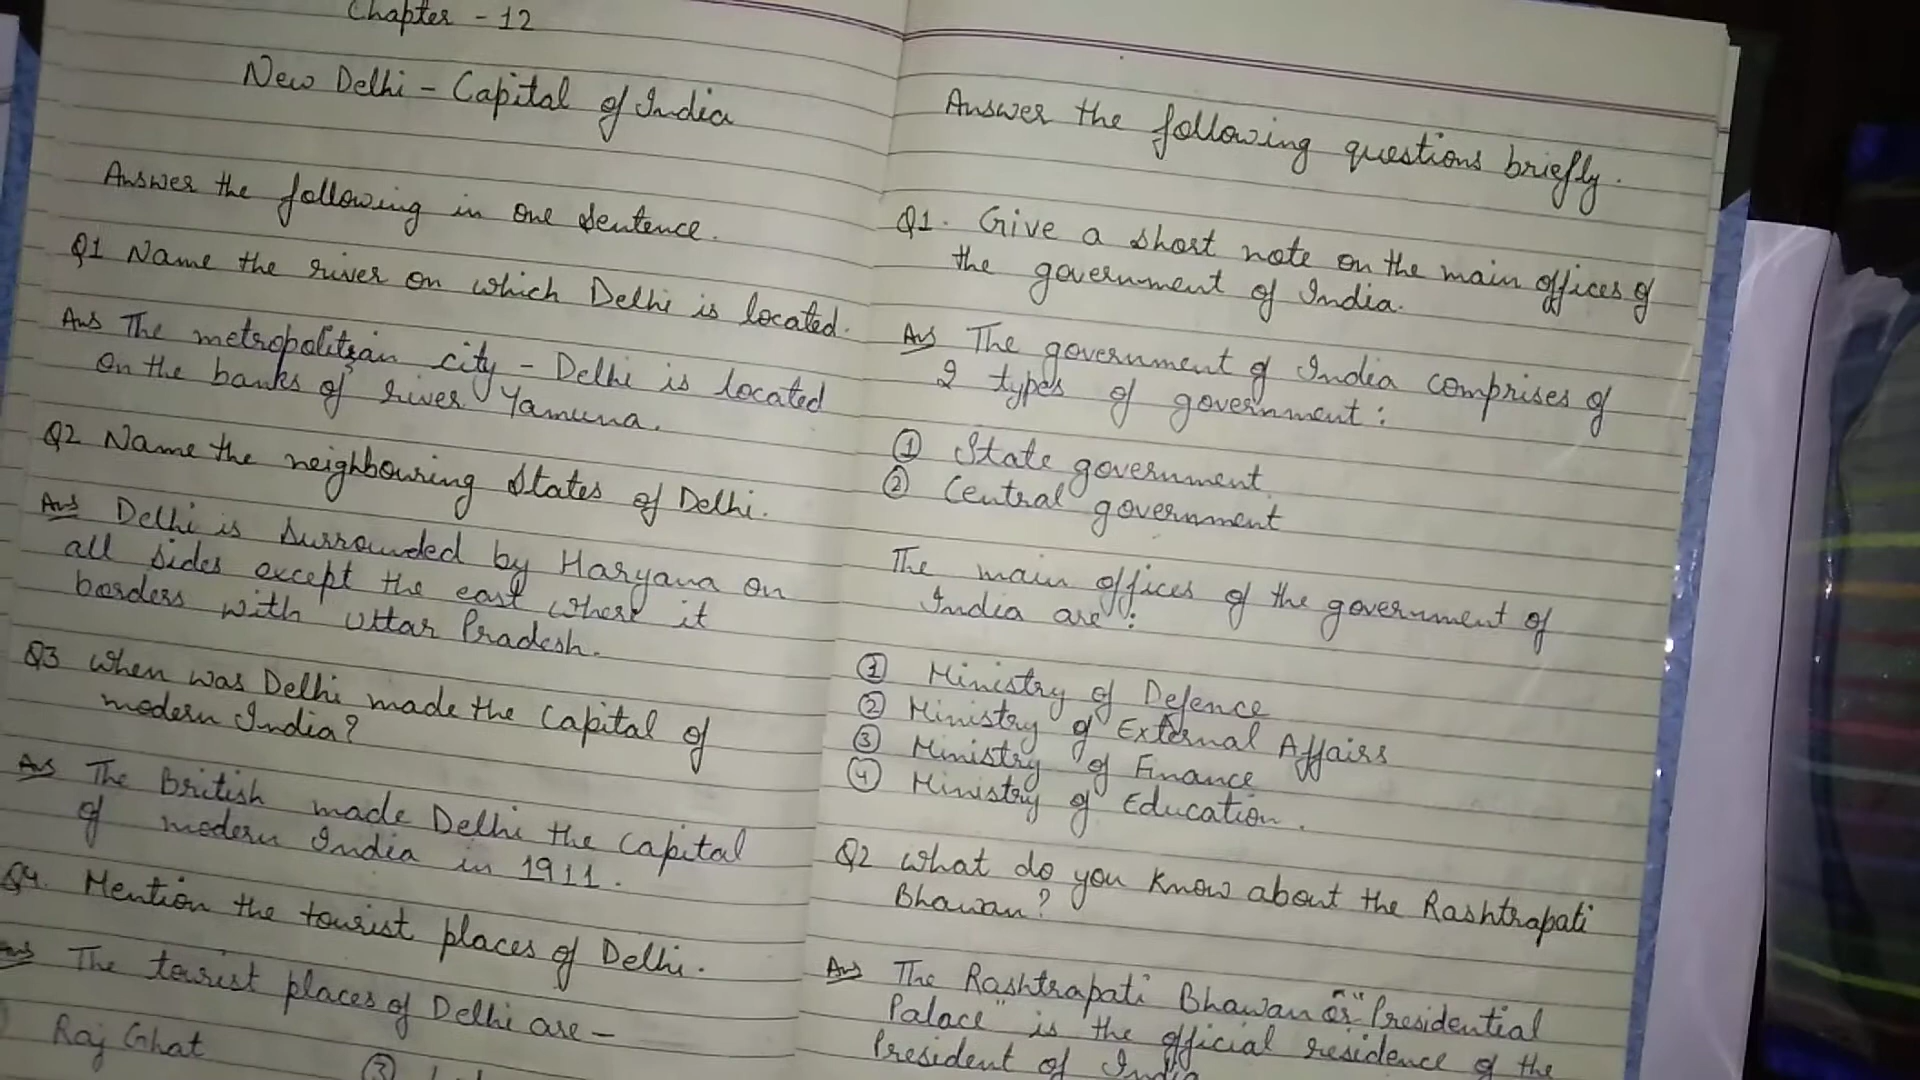 Chapter - 12
New Delhi - Capital of India
Answer the following in one sentence.
Q1 Name the river on which Delhi is located.
Ans The metropolitan city - Delhi is located
on the banks of river Yamuna.
Q2 Name the neighbouring states of Delhi.
Ans Delhi is surrounded by Haryana on
all sides except the east where it
borders with Uttar Pradesh.
Q3 When was Delhi made the capital of
modern India?
Ans The British made Delhi the capital
of modern India in 1911.
Q4. Mention the tourist places of Delhi.
Ans The tourist places of Delhi are -
Raj Ghat
③
Answer the following questions briefly.
Q1. Give a short note on the main offices of
the government of India.
Ans The government of India comprises of
2 types of government:
① State government
② Central government
The main offices of the government of
India are:
① Ministry of Defence
② Ministry of External Affairs
③ Ministry of Finance
④ Ministry of Education.
Q2 What do you know about the Rashtrapati
Bhawan?
Ans The Rashtrapati Bhawan or "Presidential
Palace" is the official residence of the
President of India